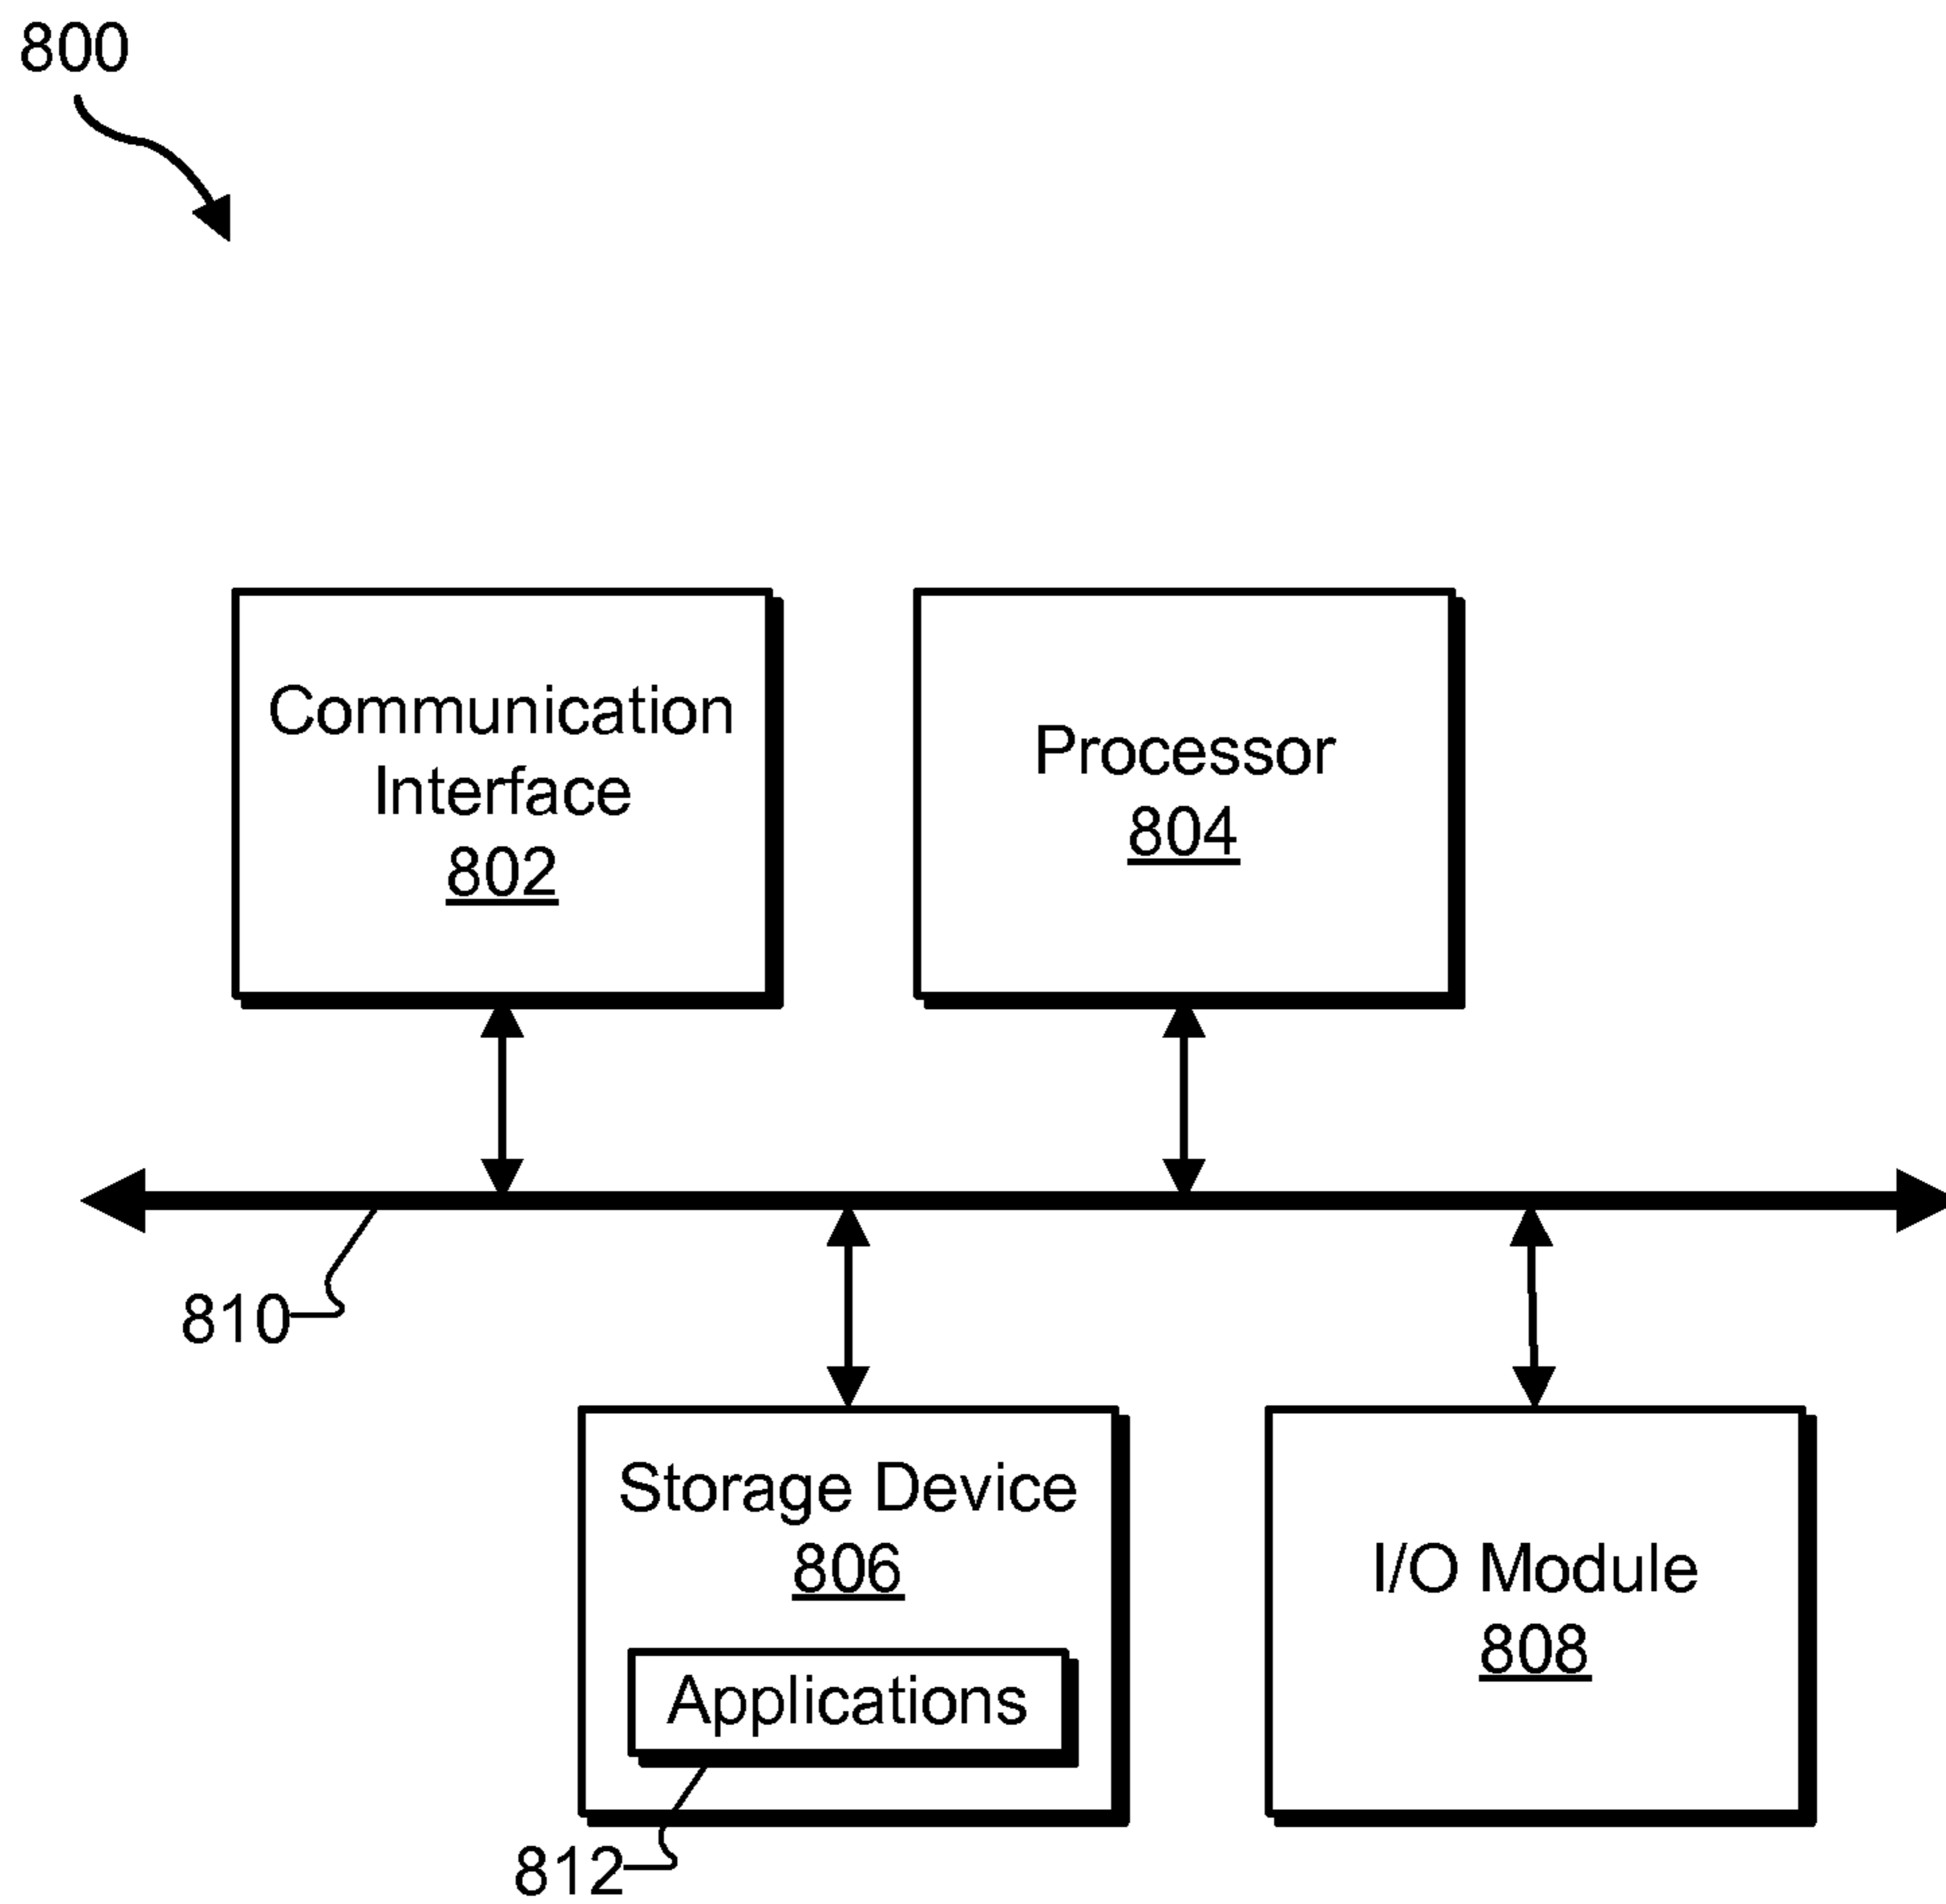 800
Communication
Interface
802
Processor
804
810
Storage Device
806
Applications
812
I/O Module
808